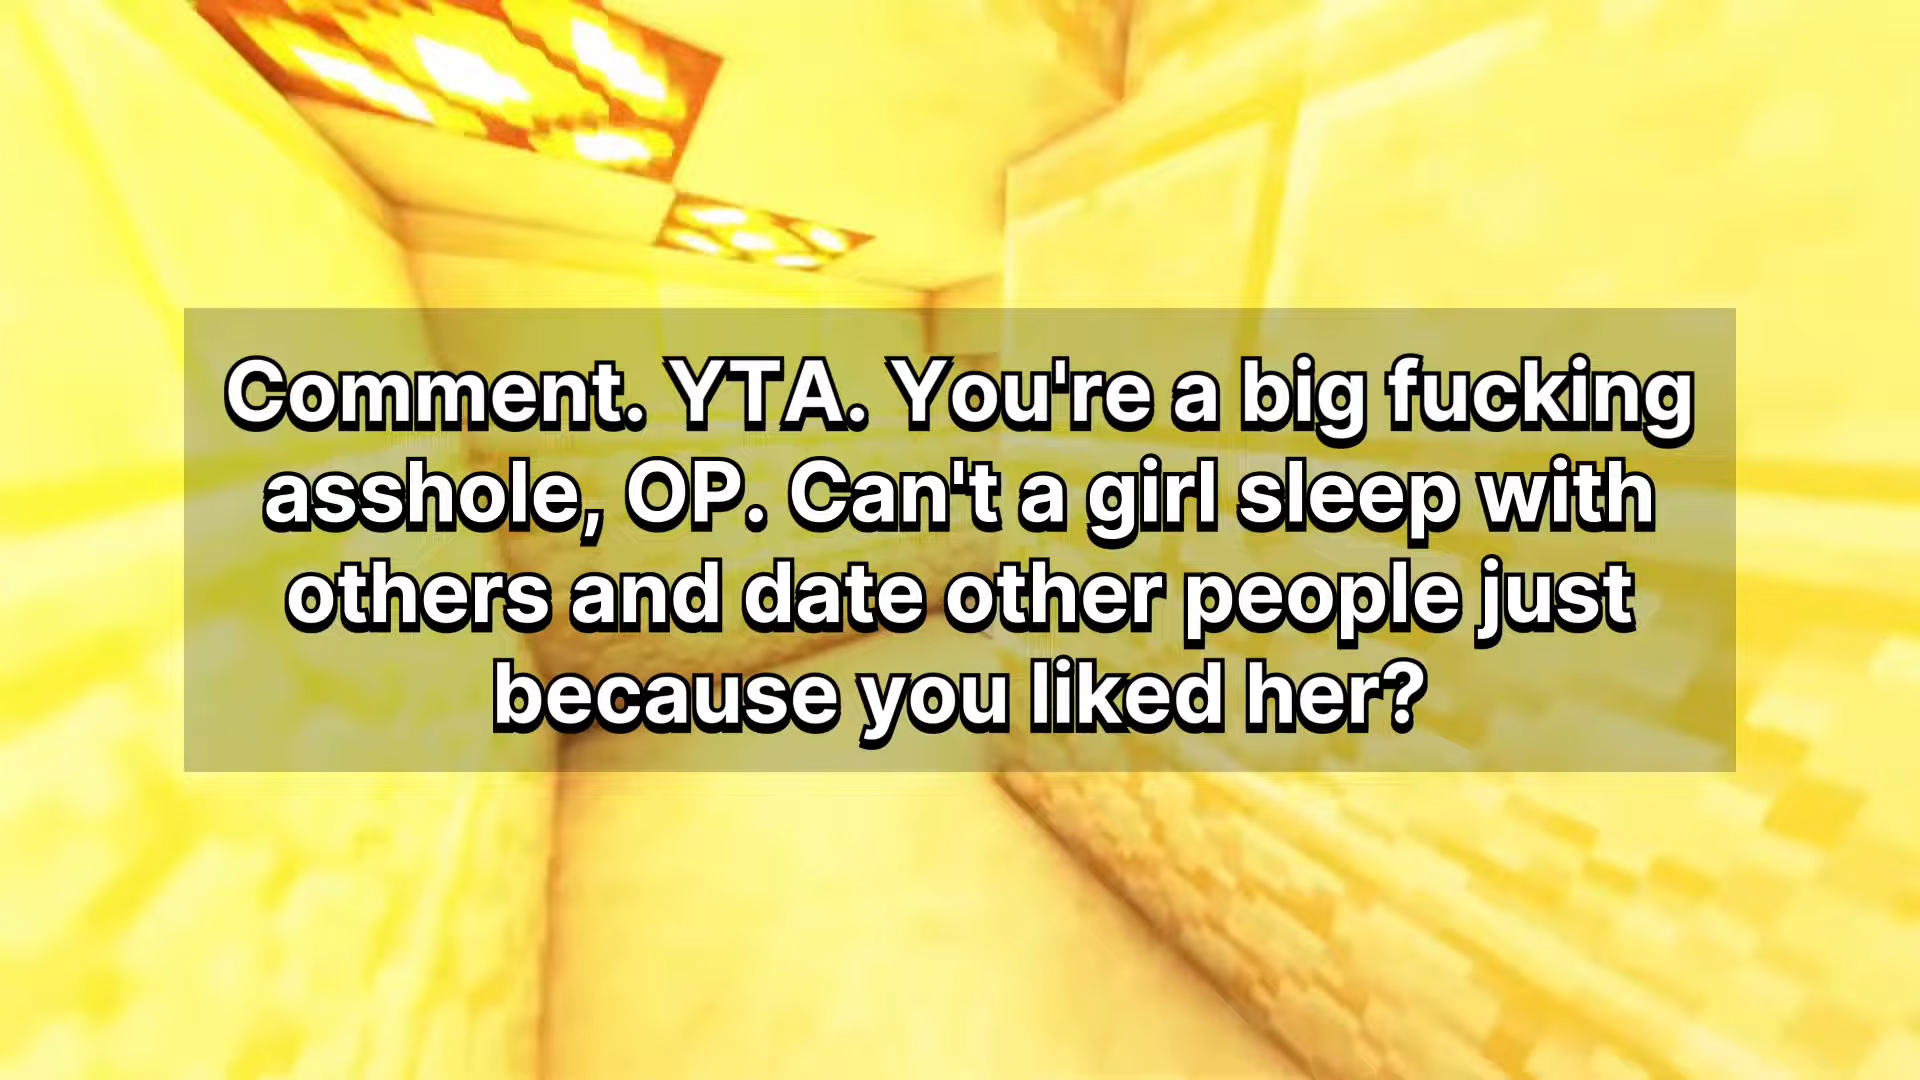 Comment. YTA. You're a big fucking
asshole, OP. Can't a girl sleep with
others and date other people just
because you liked her?